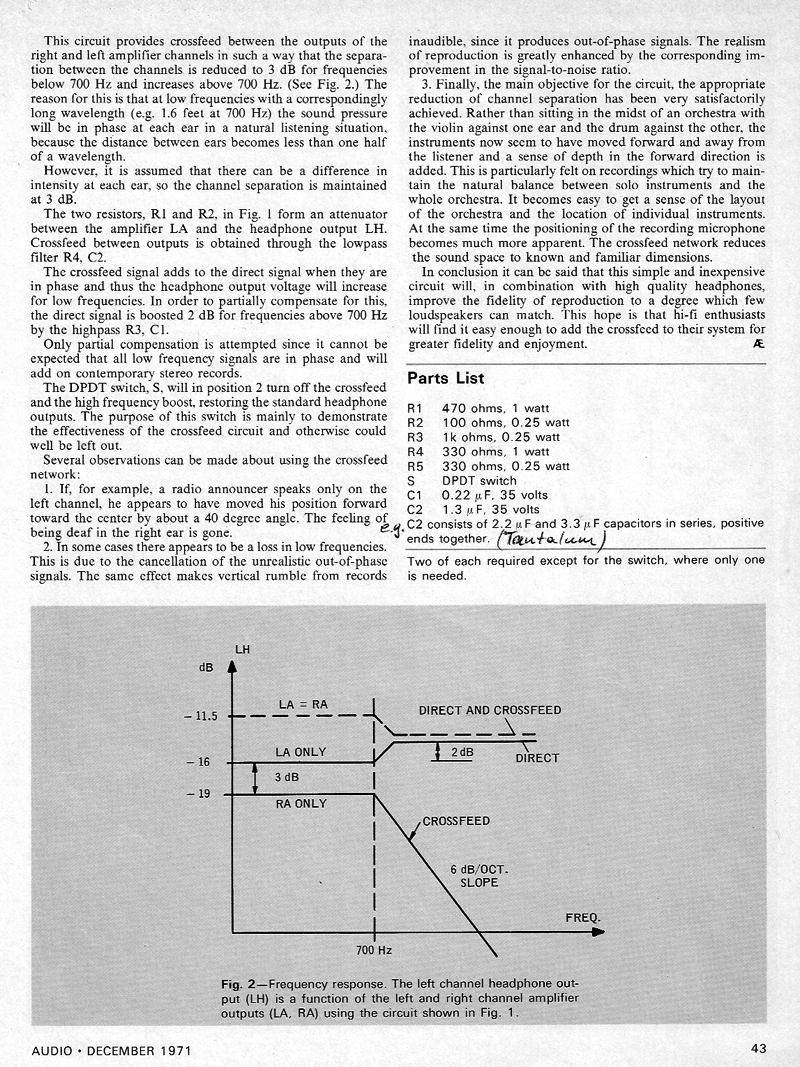 This circuit provides crossfeed between the outputs of the
right and left amplifier channels in such a way that the separa-
tion between the channels is reduced to 3 dB for frequencies
below 700 Hz and increases above 700 Hz. (See Fig. 2.) The
reason for this is that at low frequencies with a correspondingly
long wavelength (e.g. 1.6 feet at 700 Hz) the sound pressure
will be in phase at each ear in a natural listening situation,
because the distance between ears becomes less than one half
of a wavelength.
However, it is assumed that there can be a difference in
intensity at each ear, so the channel separation is maintained
at 3 dB.
The two resistors, R1 and R2, in Fig. 1 form an attenuator
between the amplifier LA and the headphone output LH.
Crossfeed between outputs is obtained through the lowpass
filter R4, C2.
The crossfeed signal adds to the direct signal when they are
in phase and thus the headphone output voltage will increase
for low frequencies. In order to partially compensate for this,
the direct signal is boosted 2 dB for frequencies above 700 Hz
by the highpass R3, C1.
Only partial compensation is attempted since it cannot be
expected that all low frequency signals are in phase and will
add on contemporary stereo records.
The DPDT switch, S, will in position 2 turn off the crossfeed
and the high frequency boost, restoring the standard headphone
outputs. The purpose of this switch is mainly to demonstrate
the effectiveness of the crossfeed circuit and otherwise could
well be left out.
Several observations can be made about using the crossfeed
network:
1. If, for example, a radio announcer speaks only on the
left channel, he appears to have moved his position forward
toward the center by about a 40 degree angle. The feeling of
being deaf in the right ear is gone.
2. In some cases there appears to be a loss in low frequencies.
This is due to the cancellation of the unrealistic out-of-phase
signals. The same effect makes vertical rumble from records
inaudible, since it produces out-of-phase signals. The realism
of reproduction is greatly enhanced by the corresponding im-
provement in the signal-to-noise ratio.
3. Finally, the main objective for the circuit, the appropriate
reduction of channel separation has been very satisfactorily
achieved. Rather than sitting in the midst of an orchestra with
the violin against one ear and the drum against the other, the
instruments now seem to have moved forward and away from
the listener and a sense of depth in the forward direction is
added. This is particularly felt on recordings which try to main-
tain the natural balance between solo instruments and the
whole orchestra. It becomes easy to get a sense of the layout
of the orchestra and the location of individual instruments.
At the same time the positioning of the recording microphone
becomes much more apparent. The crossfeed network reduces
the sound space to known and familiar dimensions.
In conclusion it can be said that this simple and inexpensive
circuit will, in combination with high quality headphones,
improve the fidelity of reproduction to a degree which few
loudspeakers can match. This hope is that hi-fi enthusiasts
will find it easy enough to add the crossfeed to their system for
greater fidelity and enjoyment. Æ
Parts List
R1 470 ohms, 1 watt
R2 100 ohms, 0.25 watt
R3 1k ohms, 0.25 watt
R4 330 ohms, 1 watt
R5 330 ohms, 0.25 watt
S DPDT switch
C1 0.22 μF, 35 volts
C2 1.3 μF, 35 volts
e.g. C2 consists of 2.2 μF and 3.3 μF capacitors in series, positive
ends together. (Tantalum)
Two of each required except for the switch, where only one
is needed.
LH
dB
LA = RA
DIRECT AND CROSSFEED
– 11.5
LA ONLY
2 dB
DIRECT
– 16
3 dB
– 19
RA ONLY
CROSSFEED
6 dB/OCT.
SLOPE
FREQ.
700 Hz
Fig. 2—Frequency response. The left channel headphone out-
put (LH) is a function of the left and right channel amplifier
outputs (LA, RA) using the circuit shown in Fig. 1.
AUDIO • DECEMBER 1971
43